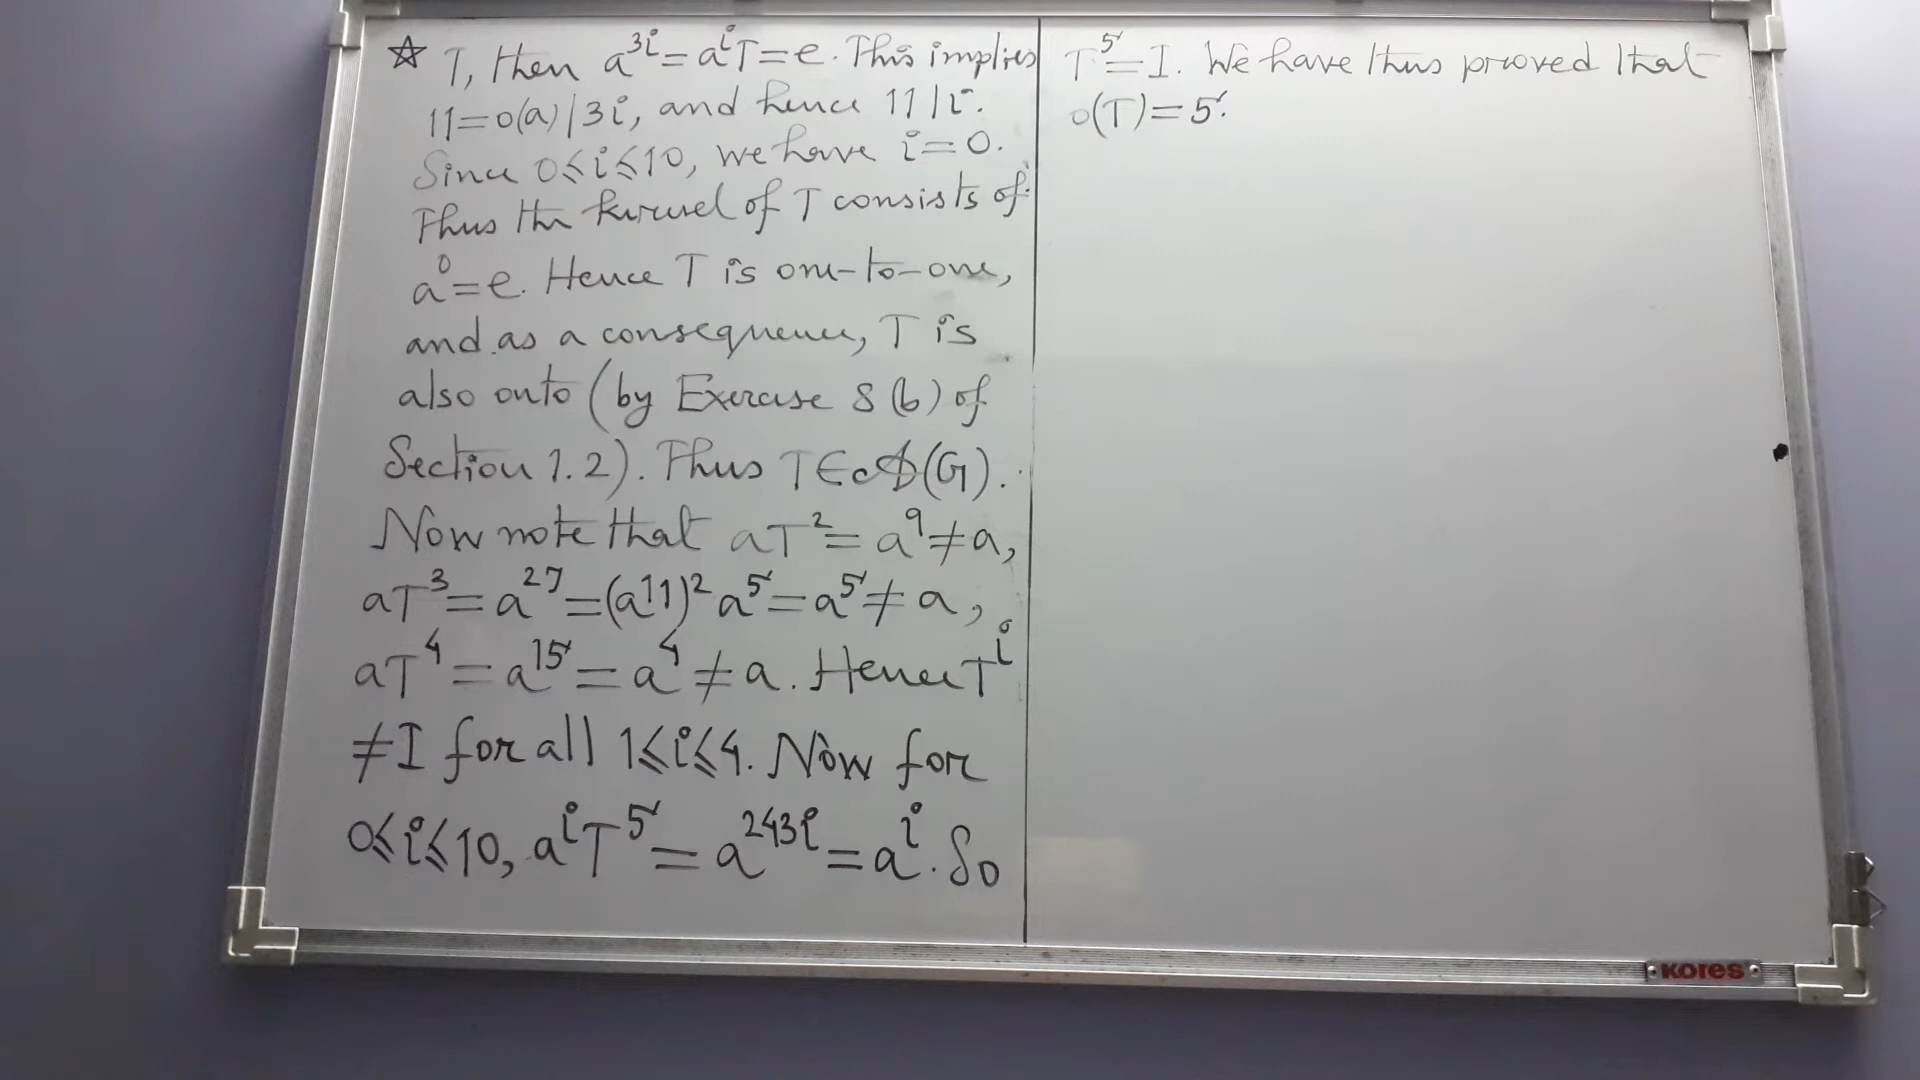 ☆ T, then a^{3i} = a^i T = e. This implies
11 = o(a) | 3i, and hence 11 | i.
Since 0 ≤ i ≤ 10, we have i = 0.
Thus the kernel of T consists of
a^0 = e. Hence T is one-to-one,
and as a consequence, T is
also onto (by Exercise 8 (b) of
Section 1.2). Thus T ∈ 𝒜(G).
Now note that aT^2 = a^9 ≠ a,
aT^3 = a^{27} = (a^{11})^2 a^5 = a^5 ≠ a,
aT^4 = a^{15} = a^4 ≠ a. Hence T^i
≠ I for all 1 ≤ i ≤ 4. Now for
0 ≤ i ≤ 10, a^i T^5 = a^{243i} = a^i. So
T^5 = I. We have thus proved that
o(T) = 5.
KORES